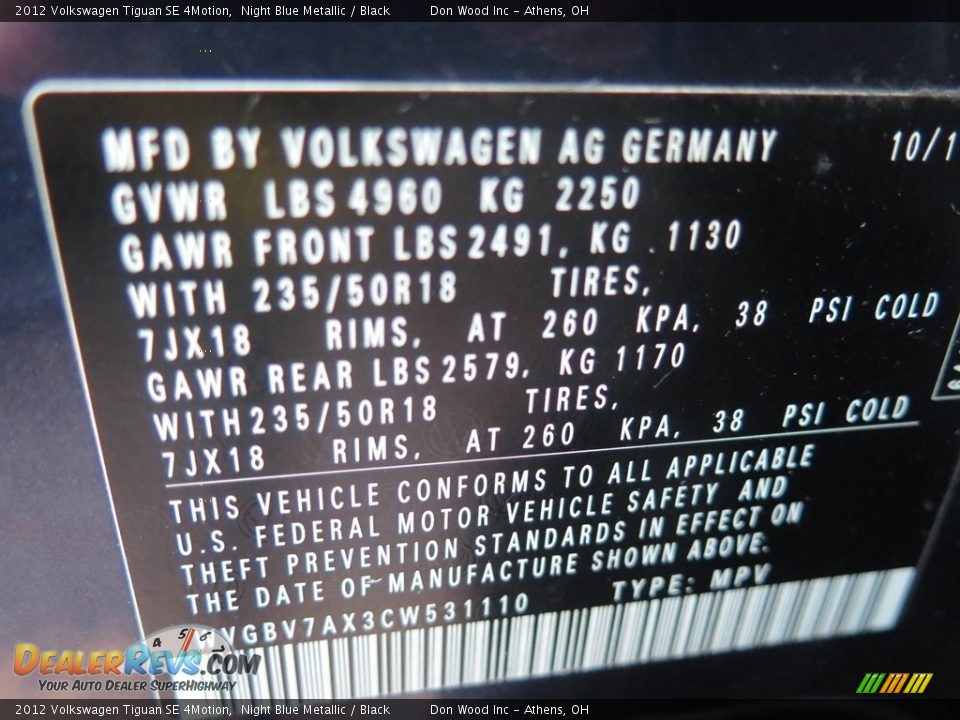 2012 Volkswagen Tiguan SE 4Motion, Night Blue Metallic / Black Don Wood Inc - Athens, OH
MFD BY VOLKSWAGEN AG GERMANY 10/1
GVWR LBS 4960 KG 2250
GAWR FRONT LBS 2491, KG 1130
WITH 235/50R18 TIRES,
7JX18 RIMS, AT 260 KPA, 38 PSI COLD
GAWR REAR LBS 2579, KG 1170
WITH 235/50R18 TIRES,
7JX18 RIMS, AT 260 KPA, 38 PSI COLD
THIS VEHICLE CONFORMS TO ALL APPLICABLE
U.S. FEDERAL MOTOR VEHICLE SAFETY AND
THEFT PREVENTION STANDARDS IN EFFECT ON
THE DATE OF MANUFACTURE SHOWN ABOVE.
VGBV7AX3CW531110 TYPE: MPV
4 5 6
DEALERREVS.COM
YOUR AUTO DEALER SUPERHIGHWAY
2012 Volkswagen Tiguan SE 4Motion, Night Blue Metallic / Black Don Wood Inc - Athens, OH